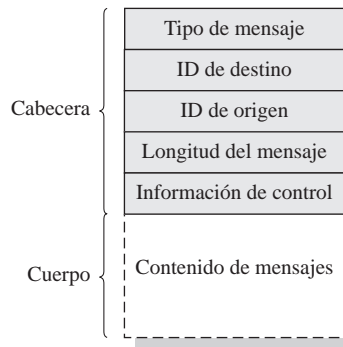 Tipo de mensaje
ID de destino
Cabecera
ID de origen
Longitud del mensaje
Información de control
Cuerpo
Contenido de mensajes